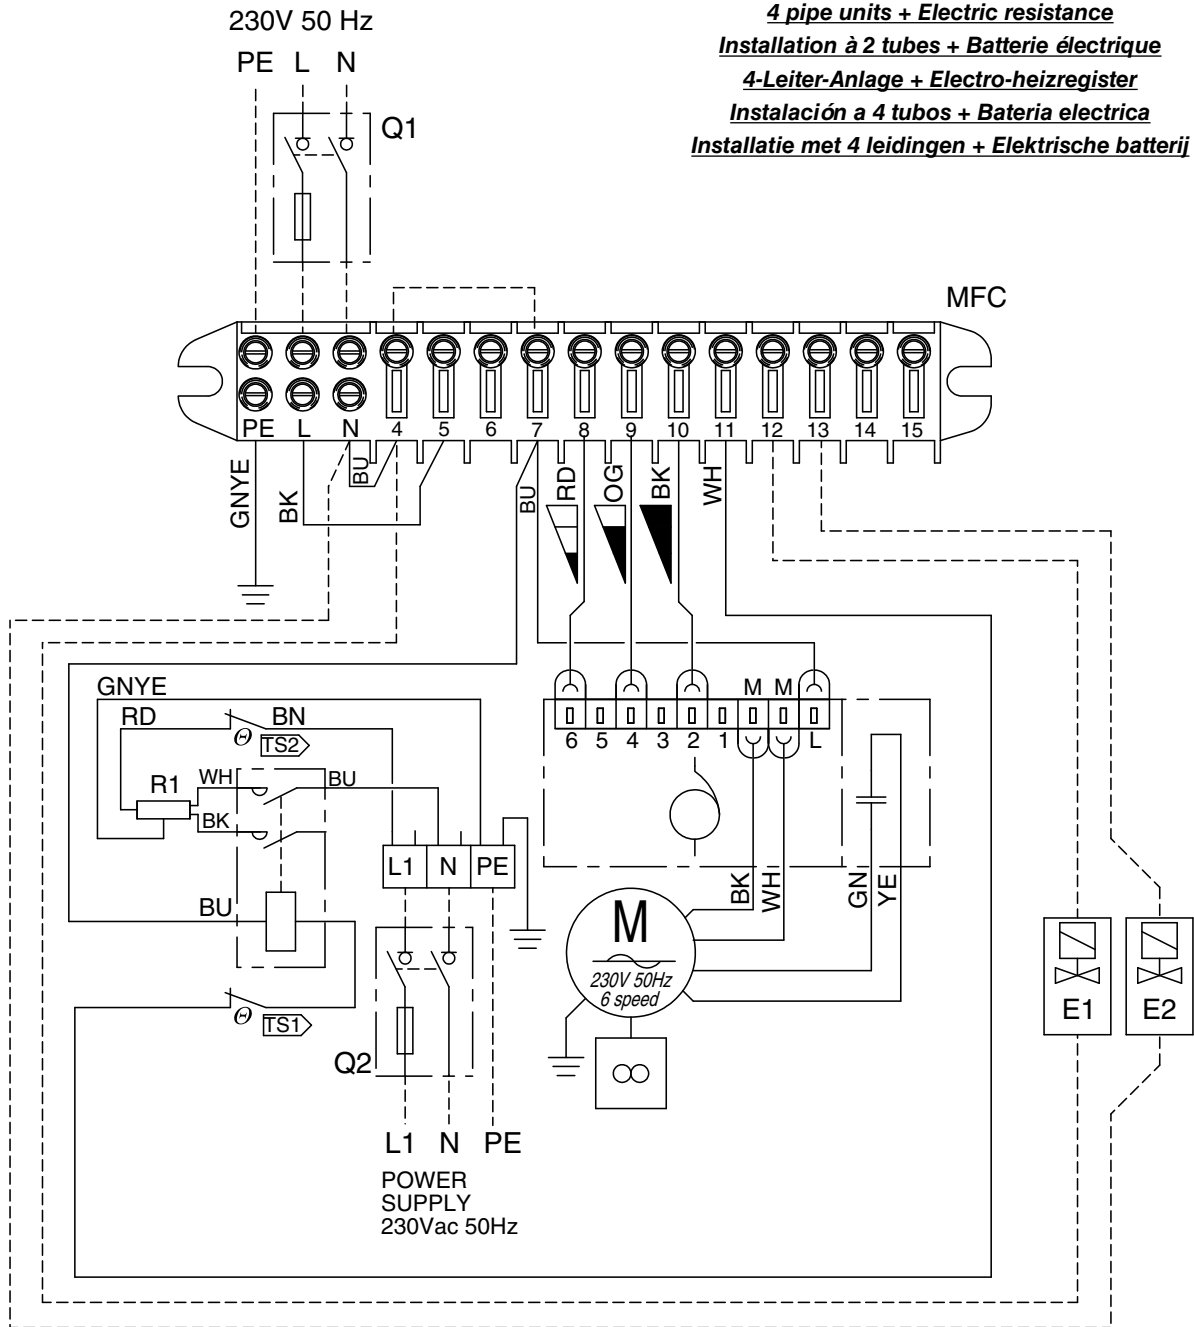 4 pipe units + Electric resistance
Installation à 2 tubes + Batterie électrique
4-Leiter-Anlage + Electro-heizregister
Instalación a 4 tubos + Bateria electrica
Installatie met 4 leidingen + Elektrische batterij
230V 50 Hz
PE L N
Q1
MFC
PE L N 4 5 6 7 8 9 10 11 12 13 14 15
GNYE
BK
BU
BU
RD
OG
BK
WH
GNYE
RD
BN
TS2
R1
WH
BU
BK
L1 N PE
BU
TS1
Q2
L1 N PE
POWER
SUPPLY
230Vac 50Hz
M M
6 5 4 3 2 1 L
BK
WH
GN
YE
M
230V 50Hz
6 speed
E1
E2